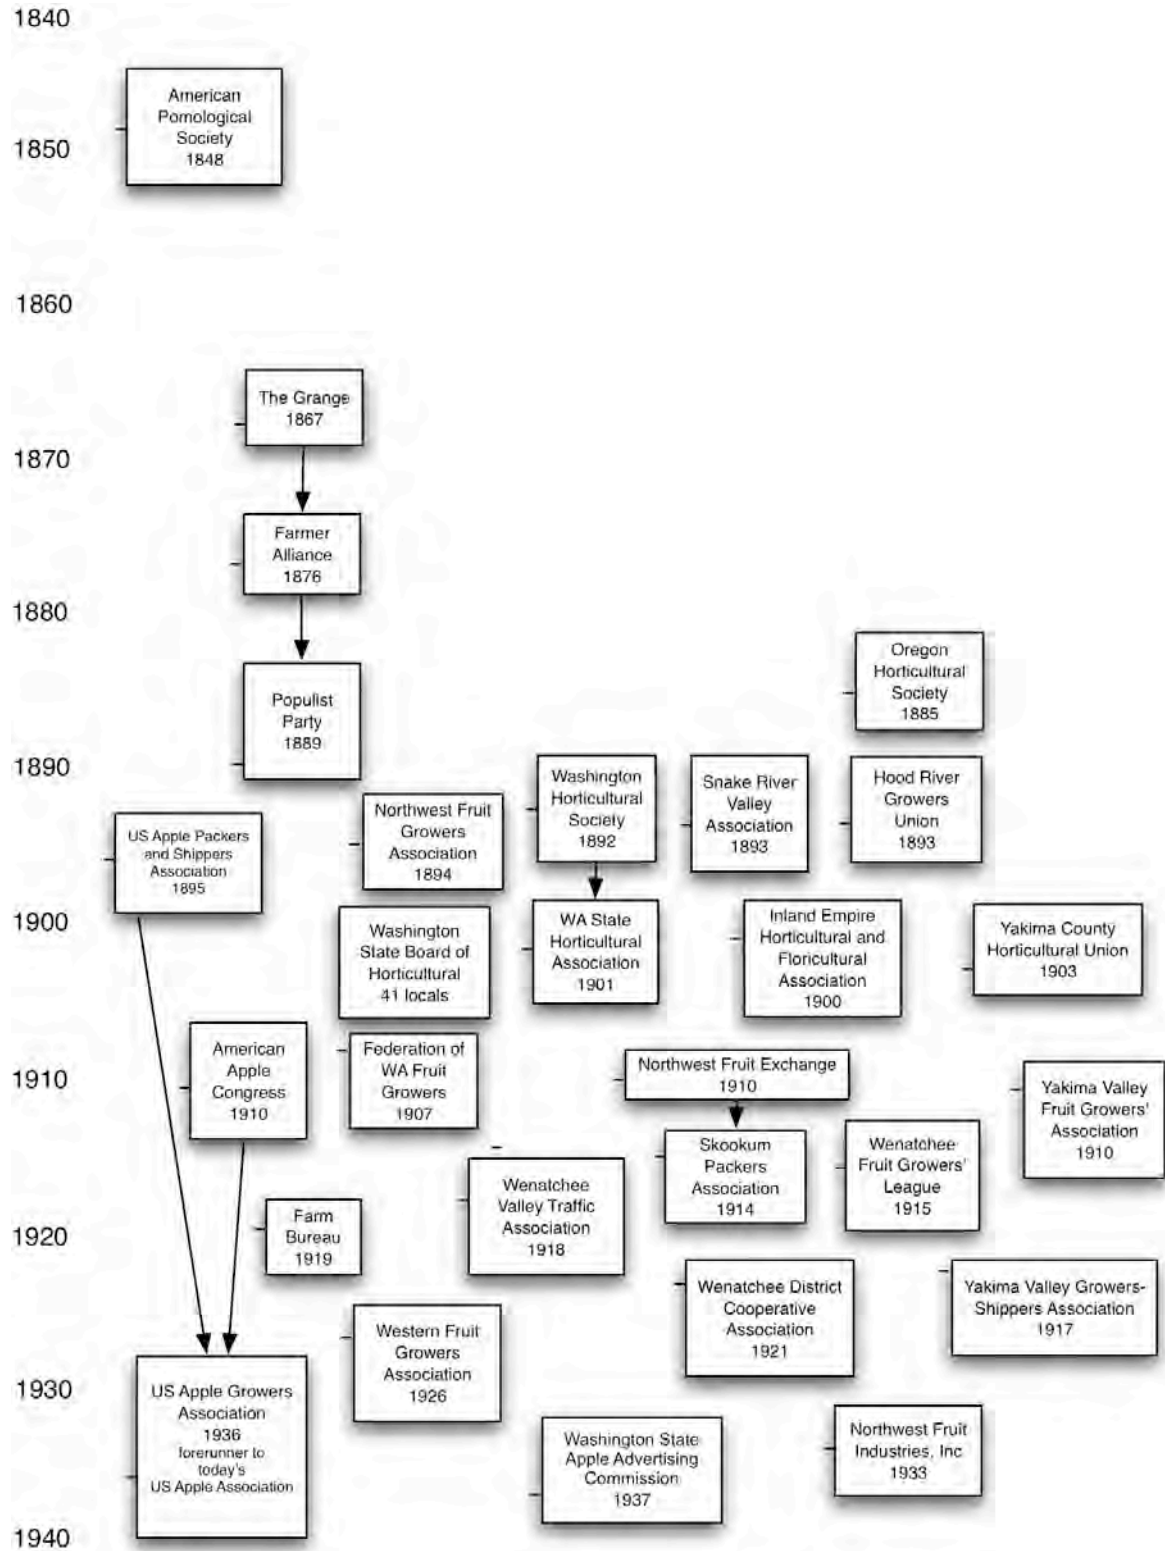 1840
American
Pomological
Society
1848
1850
1860
The Grange
1867
1870
Farmer
Alliance
1876
1880
Oregon
Horticultural
Society
1885
Populist
Party
1889
1890
Washington
Horticultural
Society
1892
Snake River
Valley
Association
1893
Hood River
Growers
Union
1893
Northwest Fruit
Growers
Association
1894
US Apple Packers
and Shippers
Association
1895
1900
Washington
State Board of
Horticultural
41 locals
WA State
Horticultural
Association
1901
Inland Empire
Horticultural and
Floricultural
Association
1900
Yakima County
Horticultural Union
1903
American
Apple
Congress
1910
Federation of
WA Fruit
Growers
1907
1910
Northwest Fruit Exchange
1910
Yakima Valley
Fruit Growers'
Association
1910
Skookum
Packers
Association
1914
Wenatchee
Fruit Growers'
League
1915
Wenatchee
Valley Traffic
Association
1918
Farm
Bureau
1919
1920
Wenatchee District
Cooperative
Association
1921
Yakima Valley Growers-
Shippers Association
1917
Western Fruit
Growers
Association
1926
1930
US Apple Growers
Association
1936
forerunner to
today's
US Apple Association
Washington State
Apple Advertising
Commission
1937
Northwest Fruit
Industries, Inc
1933
1940